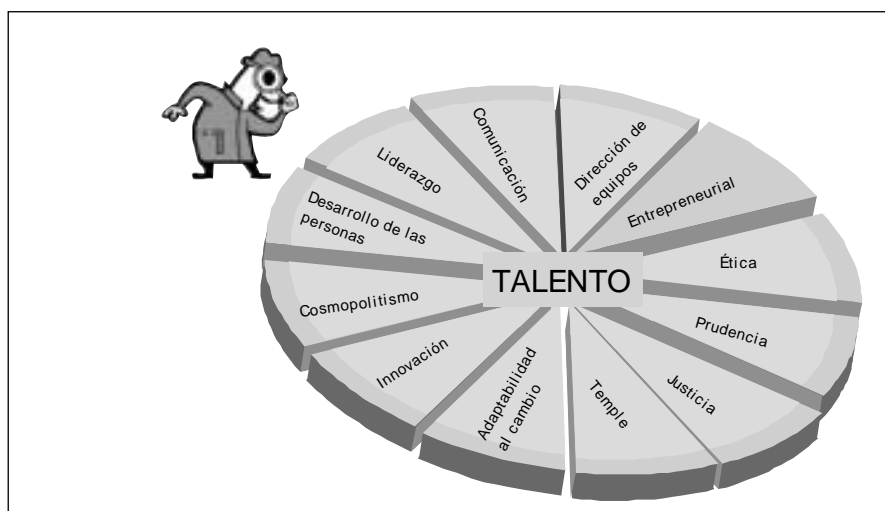 Comunicación
Dirección de
equipos
Liderazgo
Entrepreneurial
Desarrollo de las
personas
Ética
TALENTO
Cosmopolitismo
Prudencia
Innovación
Adaptabilidad
al cambio
Temple
Justicia